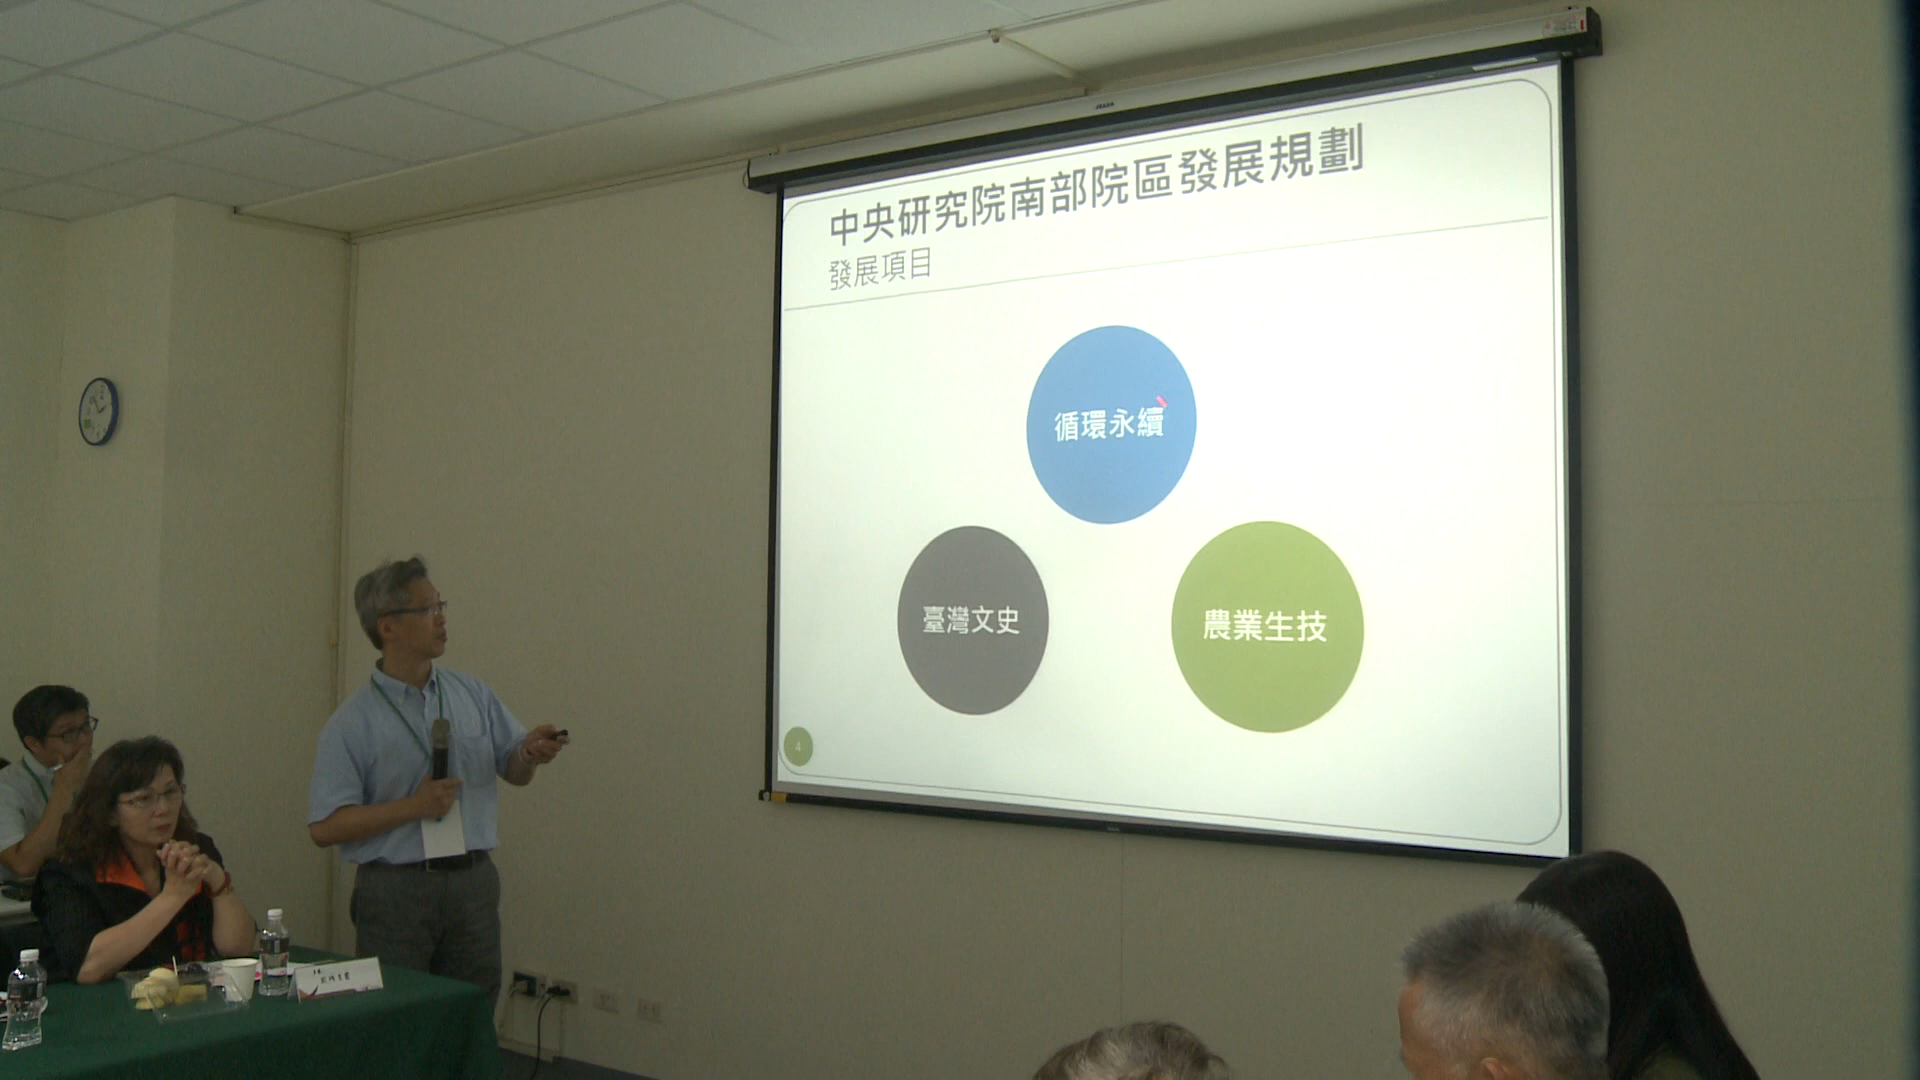 中央研究院南部院區發展規劃
發展項目
循環永續
臺灣文史
農業生技
4